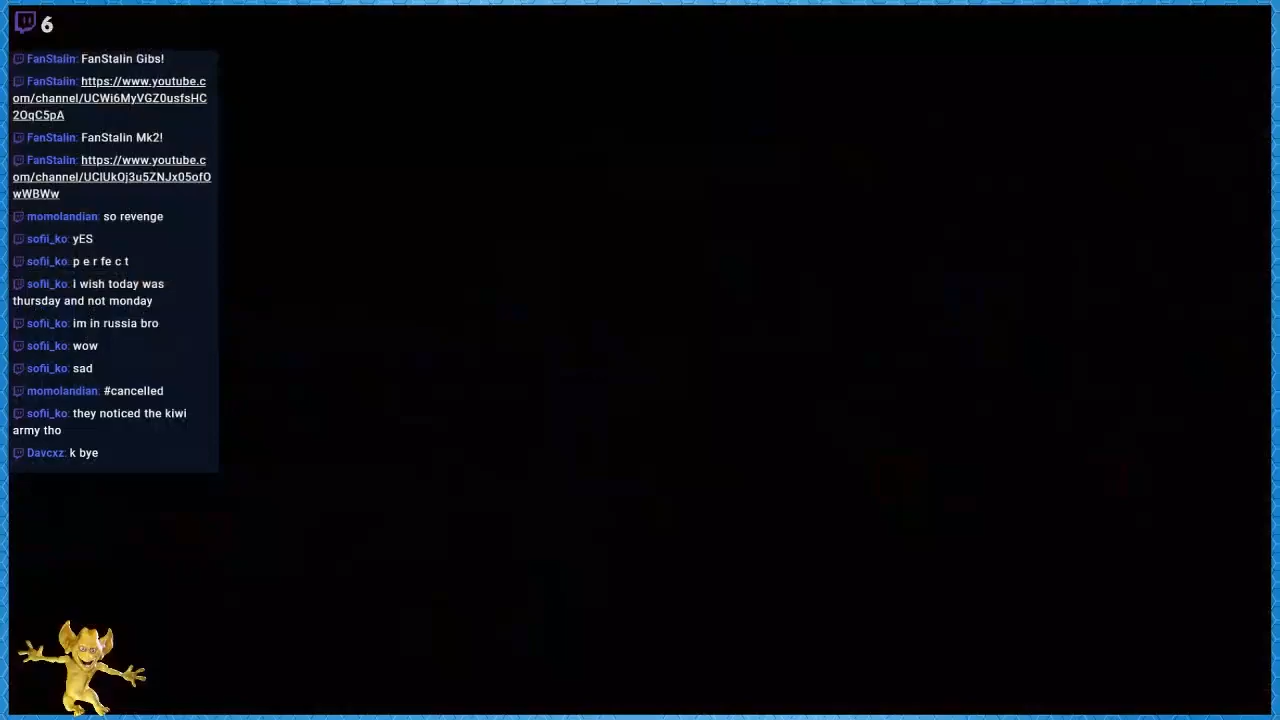 6
FanStalin: FanStalin Gibs!
FanStalin: https://www.youtube.c
om/channel/UCWi6MyVGZ0usfsHC
2OqC5pA
FanStalin: FanStalin Mk2!
FanStalin: https://www.youtube.c
om/channel/UClUkOj3u5ZNJx05ofO
wWBWw
momolandian: so revenge
sofii_ko: yES
sofii_ko: p e r fe c t
sofii_ko: I wish today was
thursday and not monday
sofii_ko: im in russia bro
sofii_ko: wow
sofii_ko: sad
momolandian: #cancelled
sofii_ko: they noticed the kiwi
army tho
Davcxz: k bye